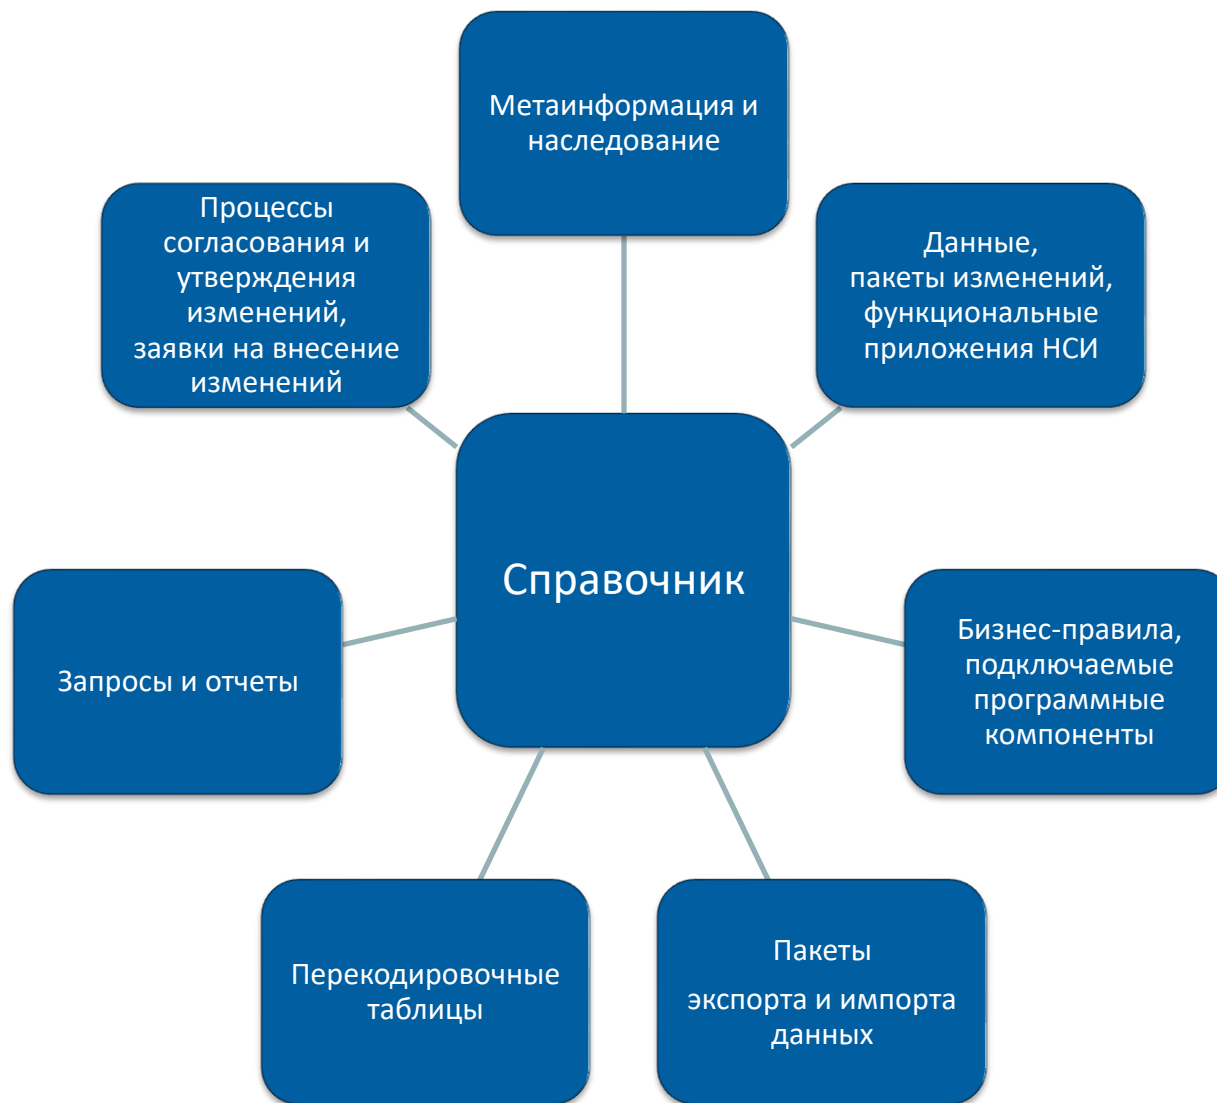 Метаинформация и
наследование
Процессы
согласования и
утверждения
изменений,
заявки на внесение
изменений
Данные,
пакеты изменений,
функциональные
приложения НСИ
Справочник
Запросы и отчеты
Бизнес-правила,
подключаемые
программные
компоненты
Перекодировочные
таблицы
Пакеты
экспорта и импорта
данных